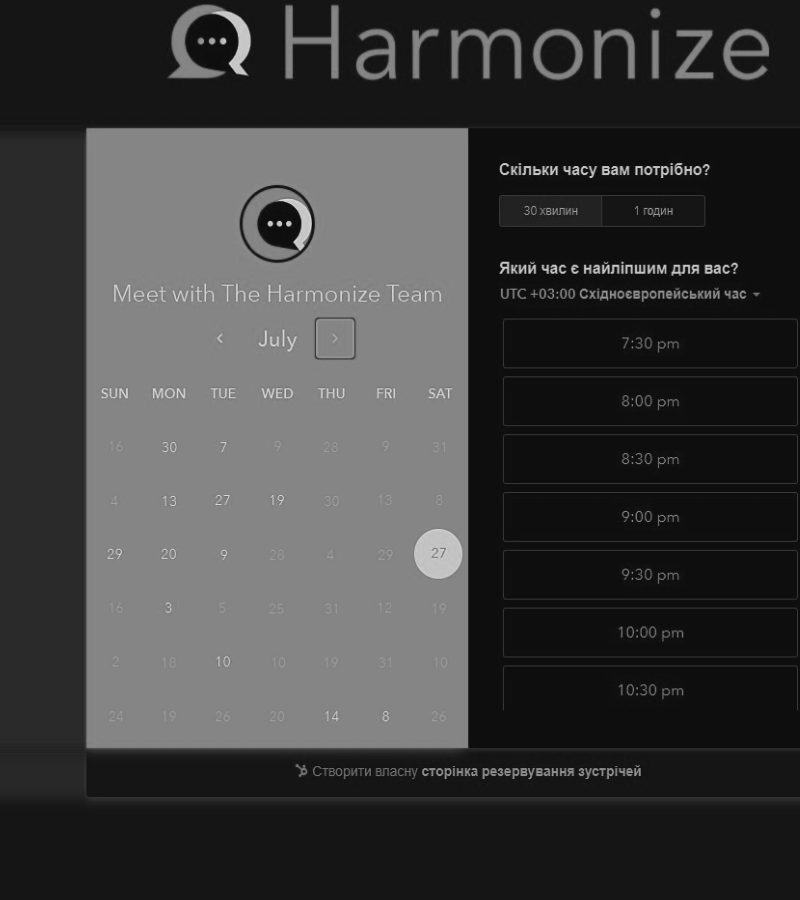 Harmonize
Meet with The Harmonize Team
July
SUN MON TUE WED THU FRI SAT
16 30 7 9 28 9 31
4 13 27 19 30 13 8
29 20 9 28 4 29 27
16 3 5 25 31 12 19
2 18 10 10 19 31 10
24 19 26 20 14 8 26
Скільки часу вам потрібно?
30 хвилин 1 годин
Який час є найліпшим для вас?
UTC +03:00 Східноєвропейський час
7:30 pm
8:00 pm
8:30 pm
9:00 pm
9:30 pm
10:00 pm
10:30 pm
Створити власну сторінка резервування зустрічей